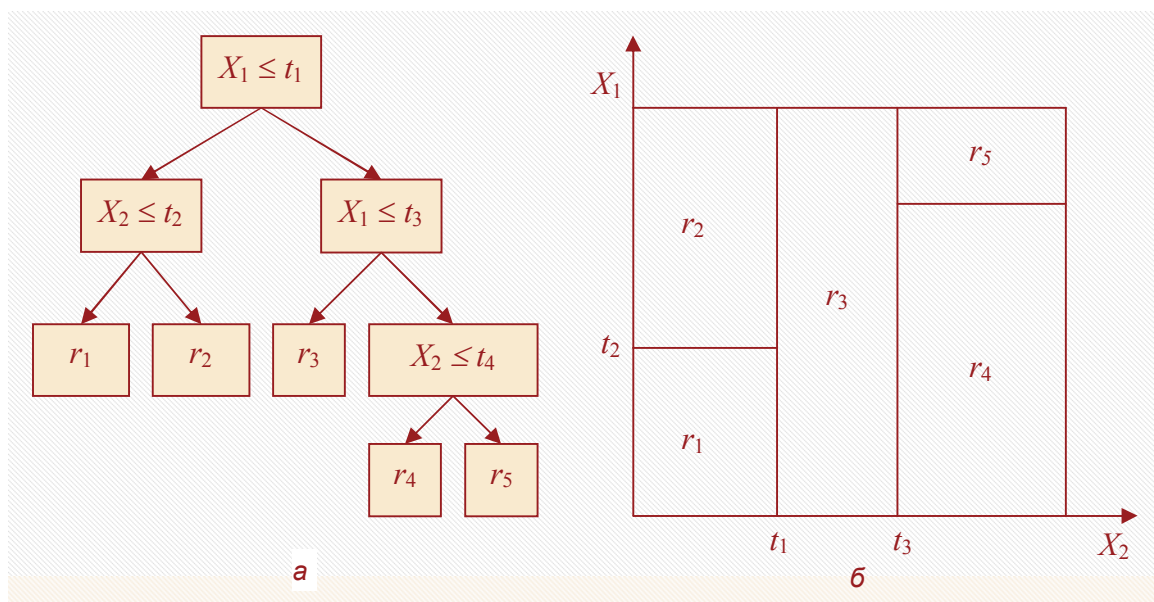 X₁ ≤ t₁
X₂ ≤ t₂
X₁ ≤ t₃
r₁
r₂
r₃
X₂ ≤ t₄
r₄
r₅
а
X₁
r₅
r₂
r₃
t₂
r₄
r₁
t₁
t₃
X₂
б